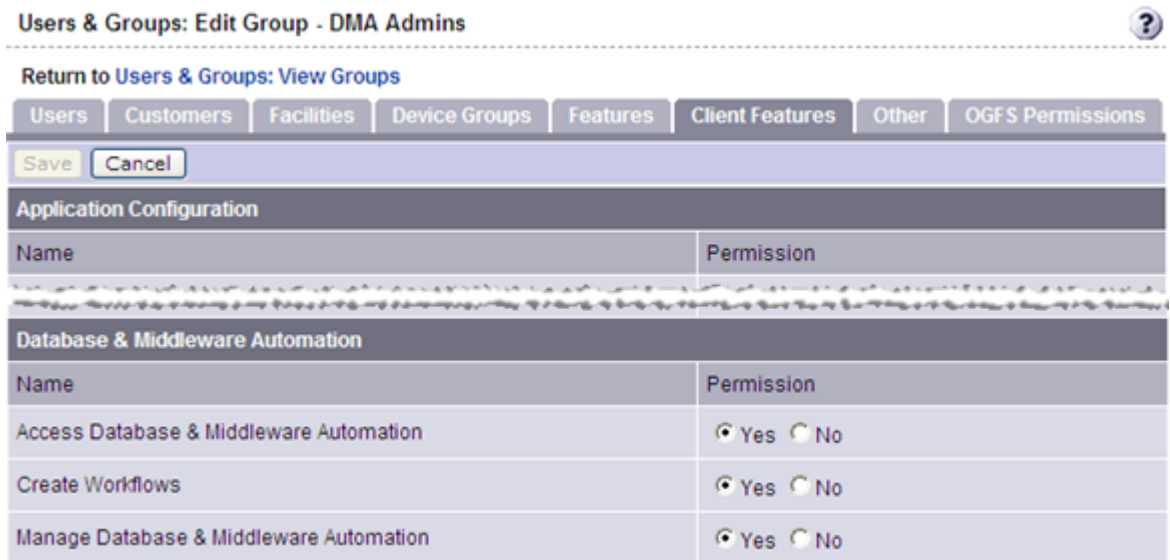 Users & Groups: Edit Group - DMA Admins
?
Return to Users & Groups: View Groups
Users Customers Facilities Device Groups Features Client Features Other OGFS Permissions
Save Cancel
Application Configuration
Name Permission
Database & Middleware Automation
Name Permission
Access Database & Middleware Automation Yes No
Create Workflows Yes No
Manage Database & Middleware Automation Yes No